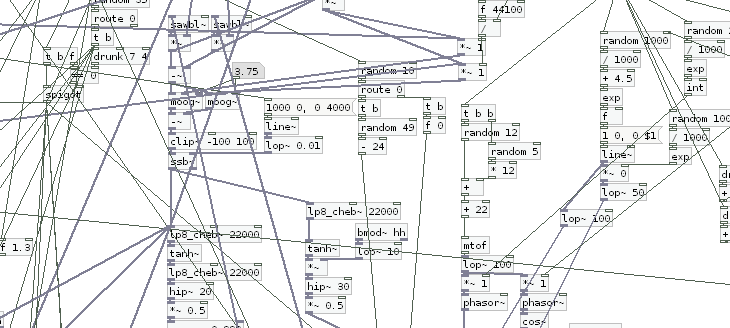 random 35
route 0
t b
drunk 7 4
0
t b f
spigot
sawbl~ sawbl~
*~
*~
-~
moog~ moog~
-~
clip~ -100 100
ssb~
3.75
1000 0, 0 4000
line~
lop~ 0.01
random 10
route 0
t b
random 49
- 24
t b
f 0
f 44100
/
*~ 1
*~ 1
t b b
random 12
random 5
* 12
+
+ 22
mtof
lop~ 100
*~ 1
*~ 1
phasor~
phasor~
cos~
random 1000
/ 1000
+ 4.5
exp
f
1 0, 0 $1
line~
*~ 0
lop~ 50
lop~ 100
/ 1000
exp
int
random 100
/ 1000
exp
d
+
lp8_cheb~ 22000
tanh~
lp8_cheb~ 22000
hip~ 20
*~ 0.5
lp8_cheb~ 22000
bmod~ hh
lop~ 10
tanh~
*~
hip~ 30
*~ 0.5
f 1.3